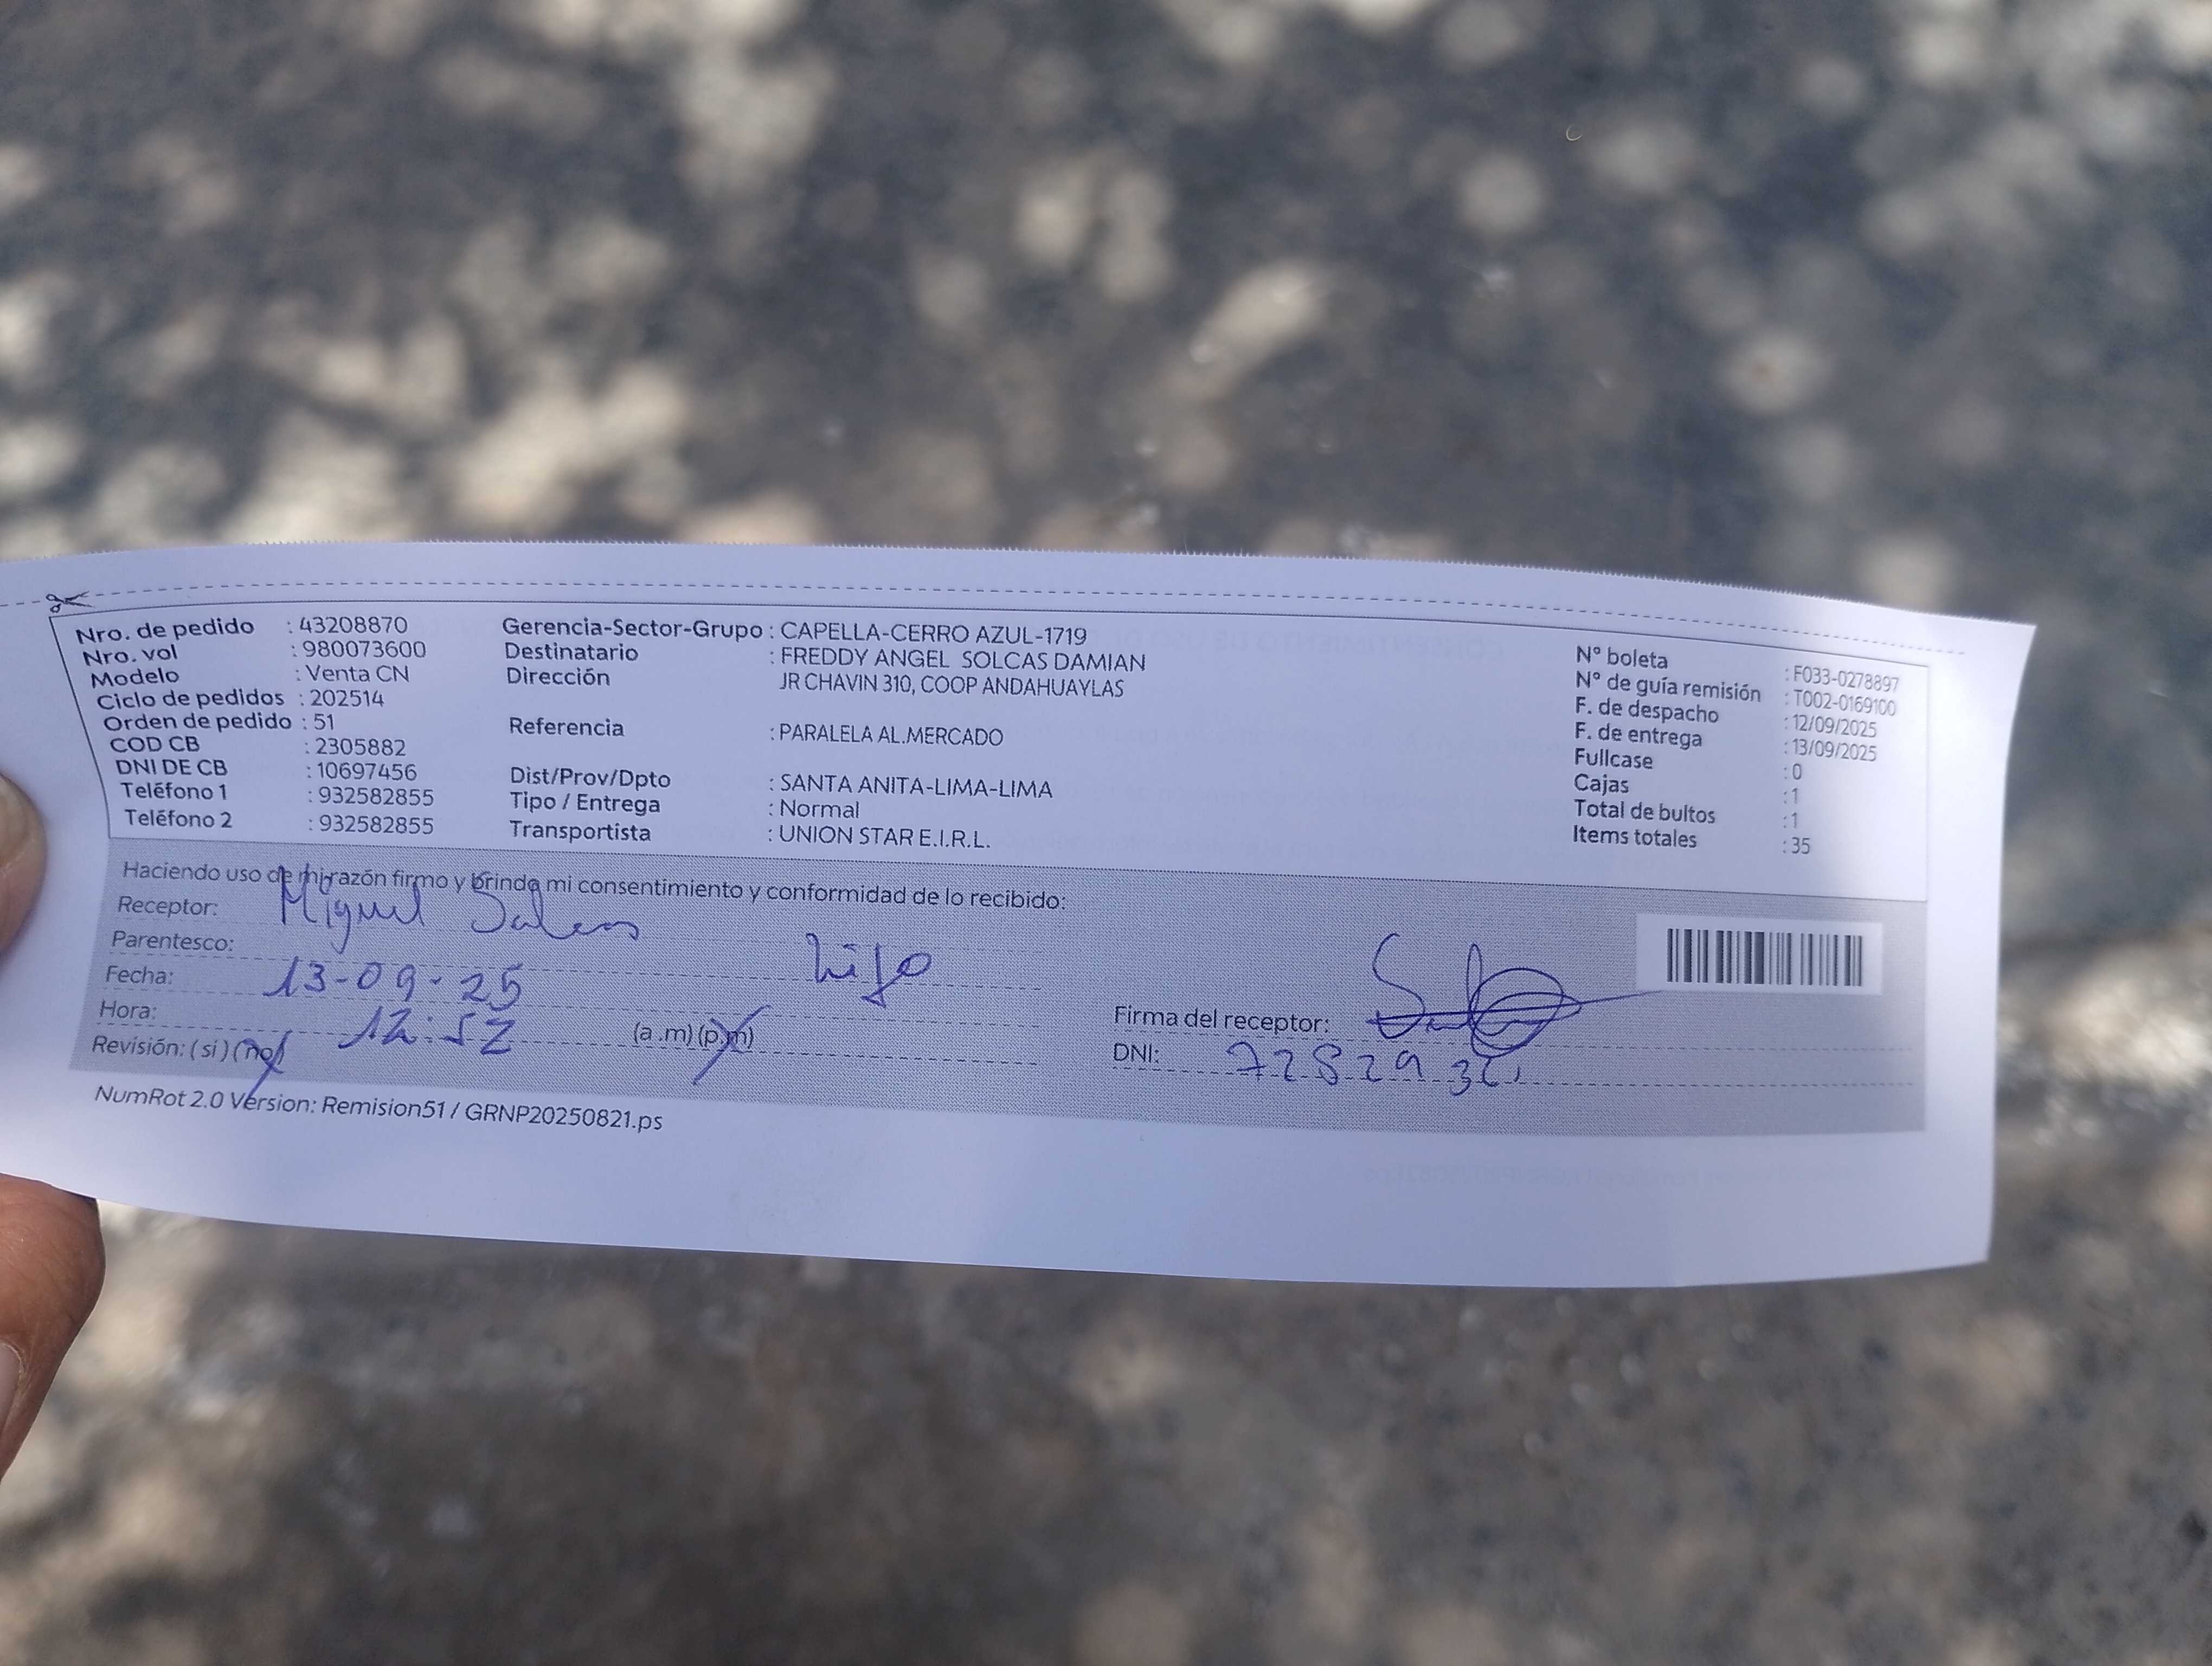 Nro. de pedido : 43208870
Nro. vol : 980073600
Modelo : Venta CN
Ciclo de pedidos : 202514
Orden de pedido : 51
COD CB : 2305882
DNI DE CB : 10697456
Teléfono 1 : 932582855
Teléfono 2 : 932582855
Gerencia-Sector-Grupo : CAPELLA-CERRO AZUL-1719
Destinatario : FREDDY ANGEL SOLCAS DAMIAN
Dirección JR CHAVIN 310, COOP ANDAHUAYLAS
Referencia : PARALELA AL.MERCADO
Dist/Prov/Dpto : SANTA ANITA-LIMA-LIMA
Tipo / Entrega : Normal
Transportista : UNION STAR E.I.R.L.
N° boleta : F033-0278897
N° de guía remisión : T002-0169100
F. de despacho : 12/09/2025
F. de entrega : 13/09/2025
Fullcase : 0
Cajas : 1
Total de bultos : 1
Items totales : 35
Haciendo uso de mi razón firmo y brindo mi consentimiento y conformidad de lo recibido:
Receptor: Miguel
Parentesco: hijo
Fecha: 13-09-25
Hora: 12:52 (a.m) (p.m)
Revisión: (si) (no)
Firma del receptor:
DNI:
NumRot 2.0 Version: Remision51 / GRNP20250821.ps